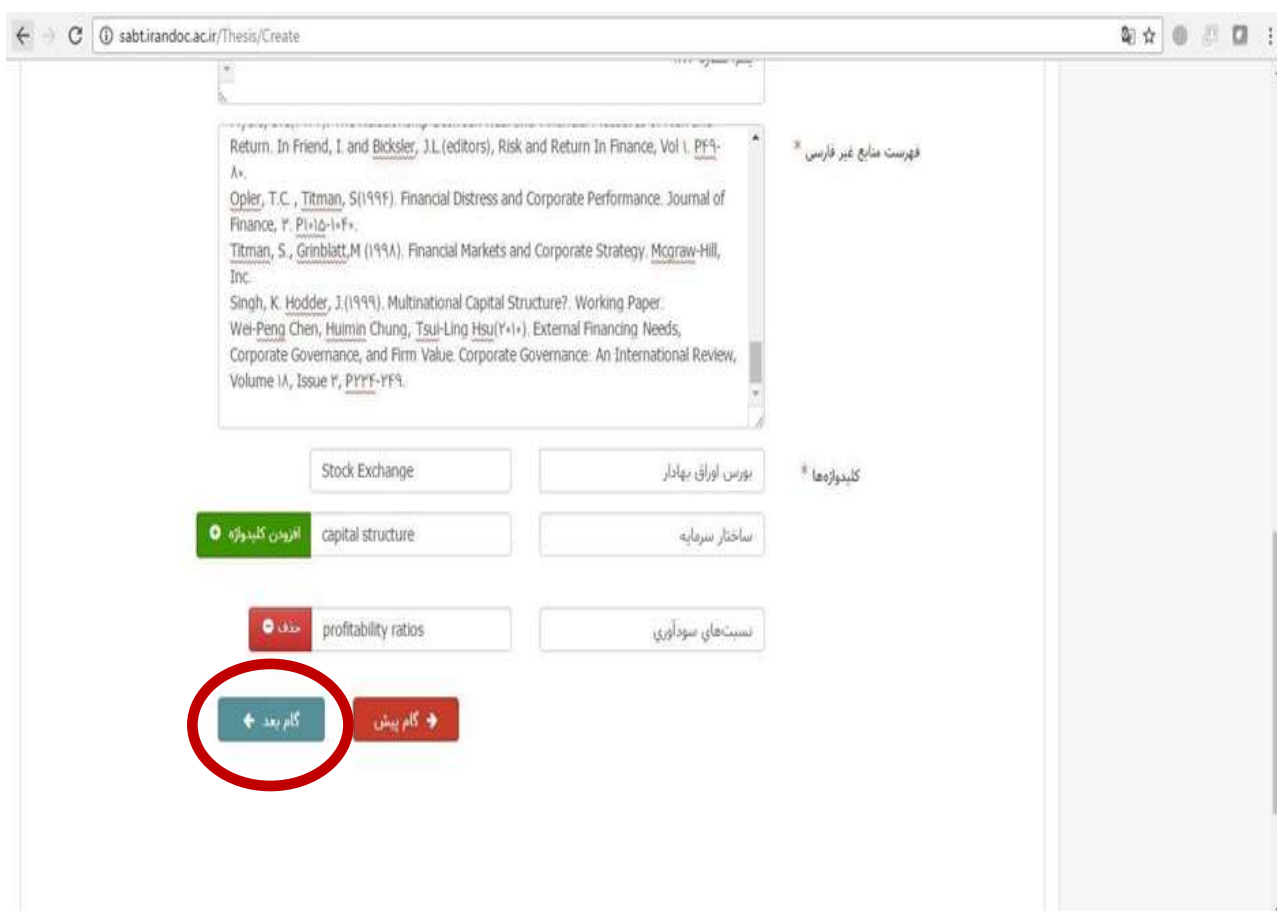 sabt.irandoc.ac.ir/Thesis/Create
فهرست منابع غیر فارسی *
Return. In Friend, I. and Bicksler, J.L.(editors), Risk and Return In Finance, Vol ۱. P۴۹-
۸۰.
Opler, T.C. , Titman, S(۱۹۹۴). Financial Distress and Corporate Performance. Journal of
Finance, ۳. P۱۰۱۵-۱۰۴۰.
Titman, S., Grinblatt,M (۱۹۹۸). Financial Markets and Corporate Strategy. Mcgraw-Hill,
Inc.
Singh, K. Hodder, J.(۱۹۹۹). Multinational Capital Structure?. Working Paper.
Wei-Peng Chen, Huimin Chung, Tsui-Ling Hsu(۲۰۱۰). External Financing Needs,
Corporate Governance, and Firm Value. Corporate Governance: An International Review,
Volume ۱۸, Issue ۳, P۲۳۴-۲۴۹.
کلیدواژه‌ها * بورس اوراق بهادار Stock Exchange
ساختار سرمایه capital structure افزودن کلیدواژه
نسبت‌هاي سودآوري profitability ratios حذف
گام پیش گام بعد